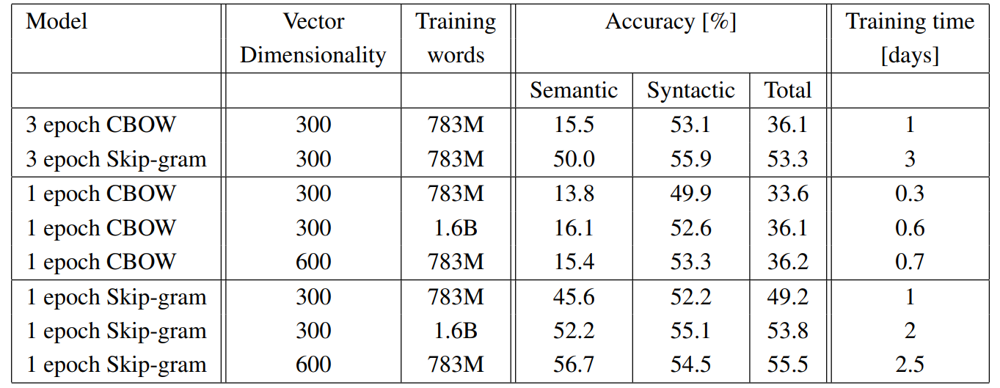 Model Vector Training Accuracy [%] Training time
Dimensionality words [days]
Semantic Syntactic Total
3 epoch CBOW 300 783M 15.5 53.1 36.1 1
3 epoch Skip-gram 300 783M 50.0 55.9 53.3 3
1 epoch CBOW 300 783M 13.8 49.9 33.6 0.3
1 epoch CBOW 300 1.6B 16.1 52.6 36.1 0.6
1 epoch CBOW 600 783M 15.4 53.3 36.2 0.7
1 epoch Skip-gram 300 783M 45.6 52.2 49.2 1
1 epoch Skip-gram 300 1.6B 52.2 55.1 53.8 2
1 epoch Skip-gram 600 783M 56.7 54.5 55.5 2.5